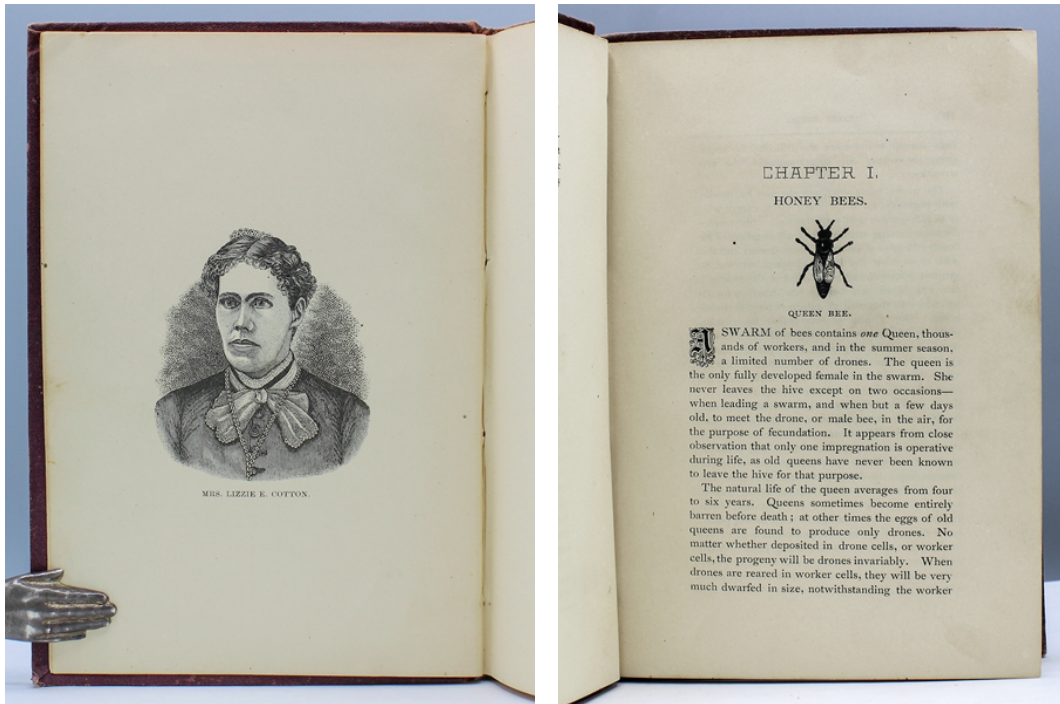 MRS. LIZZIE E. COTTON.
CHAPTER I.
HONEY BEES.
QUEEN BEE.
A SWARM of bees contains one Queen, thous-
ands of workers, and in the summer season,
a limited number of drones. The queen is
the only fully developed female in the swarm. She
never leaves the hive except on two occasions—
when leading a swarm, and when but a few days
old, to meet the drone, or male bee, in the air, for
the purpose of fecundation. It appears from close
observation that only one impregnation is operative
during life, as old queens have never been known
to leave the hive for that purpose.
The natural life of the queen averages from four
to six years. Queens sometimes become entirely
barren before death; at other times the eggs of old
queens are found to produce only drones. No
matter whether deposited in drone cells, or worker
cells, the progeny will be drones invariably. When
drones are reared in worker cells, they will be very
much dwarfed in size, notwithstanding the worker